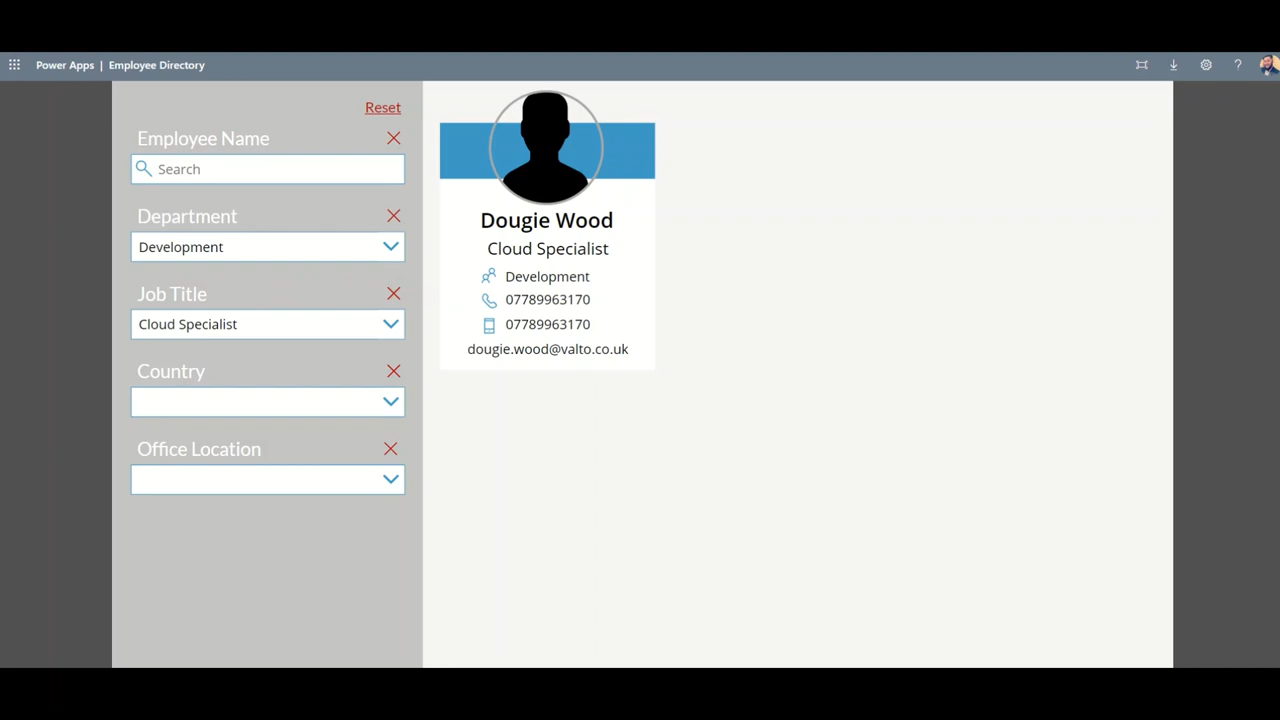 Power Apps | Employee Directory
?
Reset
Employee Name
Search
Department
Development
Job Title
Cloud Specialist
Country
Office Location
Dougie Wood
Cloud Specialist
Development
07789963170
07789963170
dougie.wood@valto.co.uk